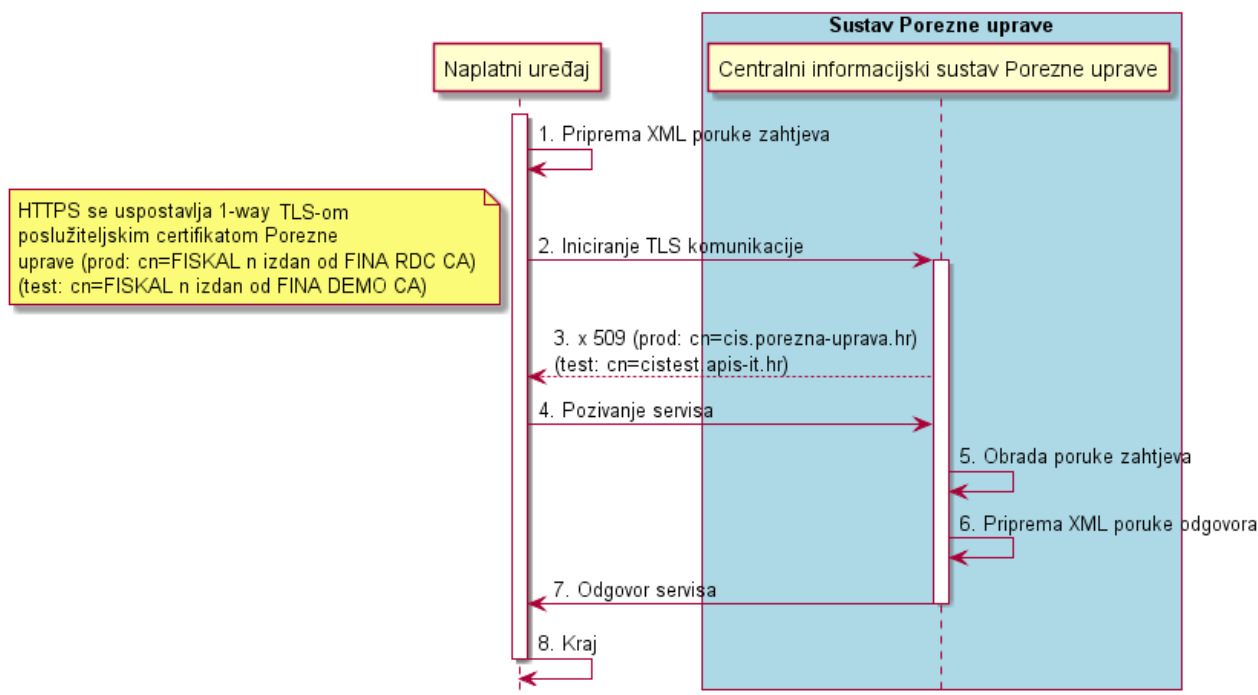 Sustav Porezne uprave
Naplatni uređaj
Centralni informacijski sustav Porezne uprave
1. Priprema XML poruke zahtjeva
HTTPS se uspostavlja 1-way TLS-om
poslužiteljskim certifikatom Porezne
uprave (prod: cn=FISKAL n izdan od FINA RDC CA)
(test: cn=FISKAL n izdan od FINA DEMO CA)
2. Iniciranje TLS komunikacije
3. x 509 (prod: cn=cis.porezna-uprava.hr)
(test: cn=cistest.apis-it.hr)
4. Pozivanje servisa
5. Obrada poruke zahtjeva
6. Priprema XML poruke odgovora
7. Odgovor servisa
8. Kraj